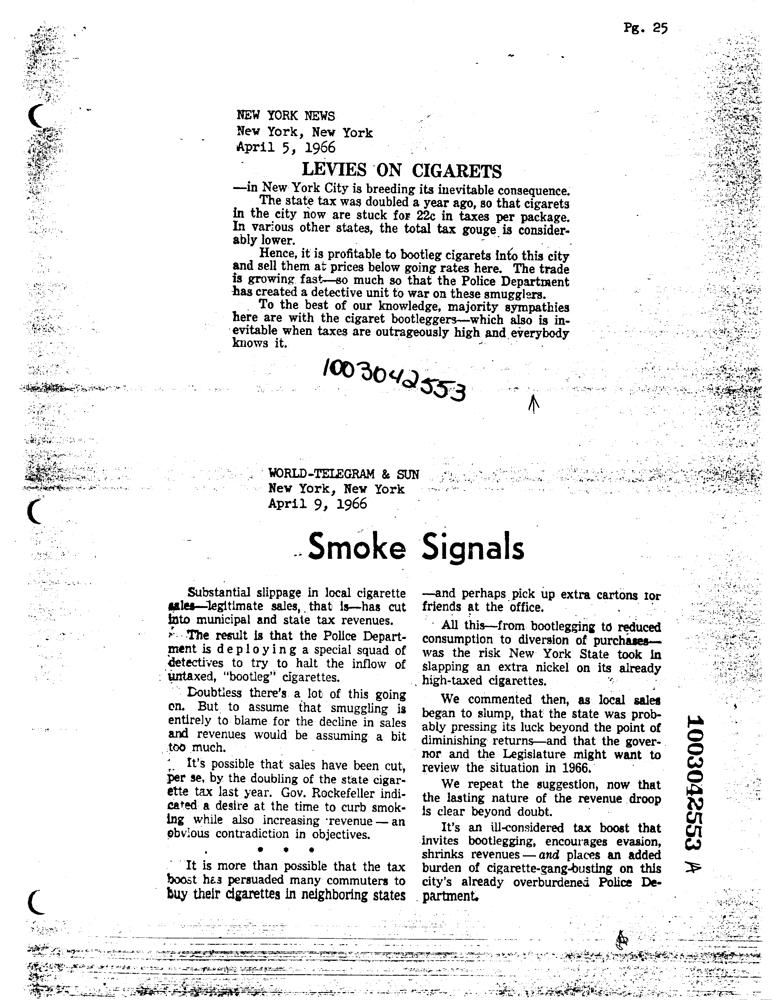 Pg. 25
NEW YORK NEWS
New York, New York
April 5, 1966
LEVIES ON CIGARETS
—in New York City is breeding its inevitable consequence.
The state tax was doubled a year ago, so that cigarets
in the city now are stuck for 22c in taxes per package.
In various other states, the total tax gouge is consider-
ably lower.
Hence, it is profitable to bootleg cigarets into this city
and sell them at prices below going rates here. The trade
is growing fast—so much so that the Police Department
has created a detective unit to war on these smugglers.
To the best of our knowledge, majority sympathies
here are with the cigaret bootleggers—which also is in-
evitable when taxes are outrageously high and everybody
knows it.
1003042553
WORLD-TELEGRAM & SUN
New York, New York
April 9, 1966
Smoke Signals
Substantial slippage in local cigarette
sales—legitimate sales, that is—has cut
into municipal and state tax revenues.
The result is that the Police Depart-
ment is deploying a special squad of
detectives to try to halt the inflow of
untaxed, "bootleg" cigarettes.
Doubtless there's a lot of this going
on. But to assume that smuggling is
entirely to blame for the decline in sales
and revenues would be assuming a bit
too much.
It's possible that sales have been cut,
per se, by the doubling of the state cigar-
ette tax last year. Gov. Rockefeller indi-
cated a desire at the time to curb smok-
ing while also increasing revenue — an
obvious contradiction in objectives.
• • •
It is more than possible that the tax
boost has persuaded many commuters to
buy their cigarettes in neighboring states
—and perhaps pick up extra cartons for
friends at the office.
All this—from bootlegging to reduced
consumption to diversion of purchases—
was the risk New York State took in
slapping an extra nickel on its already
high-taxed cigarettes.
We commented then, as local sales
began to slump, that the state was prob-
ably pressing its luck beyond the point of
diminishing returns—and that the gover-
nor and the Legislature might want to
review the situation in 1966.
We repeat the suggestion, now that
the lasting nature of the revenue droop
is clear beyond doubt.
It's an ill-considered tax boost that
invites bootlegging, encourages evasion,
shrinks revenues — and places an added
burden of cigarette-gang-busting on this
city's already overburdened Police De-
partment.
1003042553 A